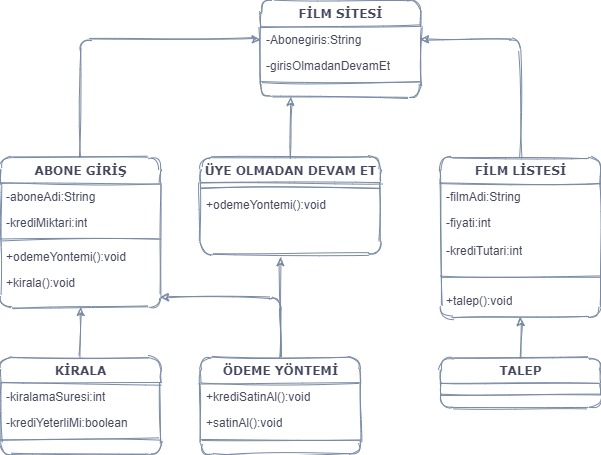 FİLM SİTESİ
-Abonegiris:String
-girisOlmadanDevamEt
ABONE GİRİŞ
-aboneAdi:String
-krediMiktari:int
+odemeYontemi():void
+kirala():void
ÜYE OLMADAN DEVAM ET
+odemeYontemi():void
FİLM LİSTESİ
-filmAdi:String
-fiyati:int
-krediTutari:int
+talep():void
KİRALA
-kiralamaSuresi:int
-krediYeterliMi:boolean
ÖDEME YÖNTEMİ
+krediSatinAl():void
+satinAl():void
TALEP